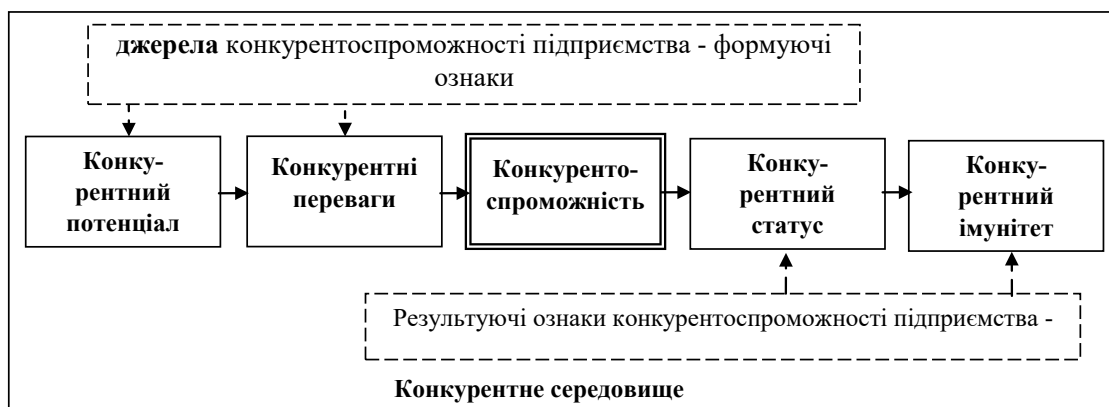 джерела конкурентоспроможності підприємства - формуючі
ознаки
Конку-
рентний
потенціал
Конкурентні
переваги
Конкуренто-
спроможність
Конку-
рентний
статус
Конку-
рентний
імунітет
Результуючі ознаки конкурентоспроможності підприємства -
Конкурентне середовище